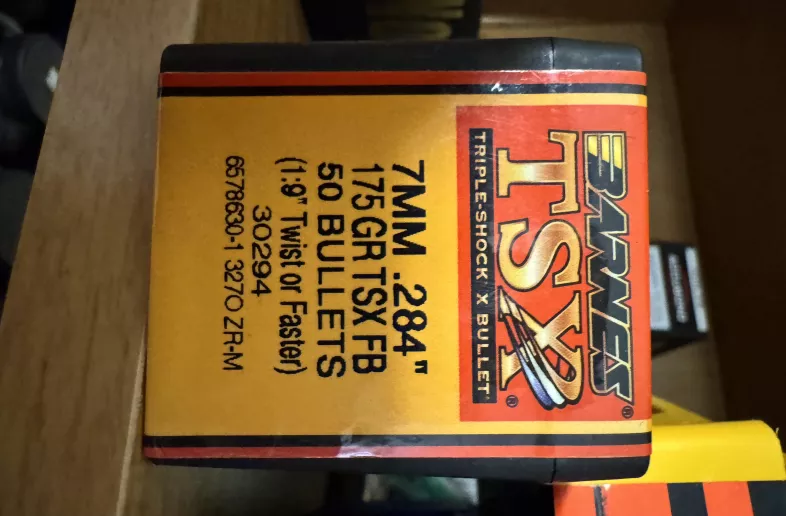 BARNES®
TSX®
TRIPLE-SHOCK X BULLET
7MM .284"
175 GR TSX FB
50 BULLETS
(1:9" Twist or Faster)
30294
6578630-1 3270 ZR-M